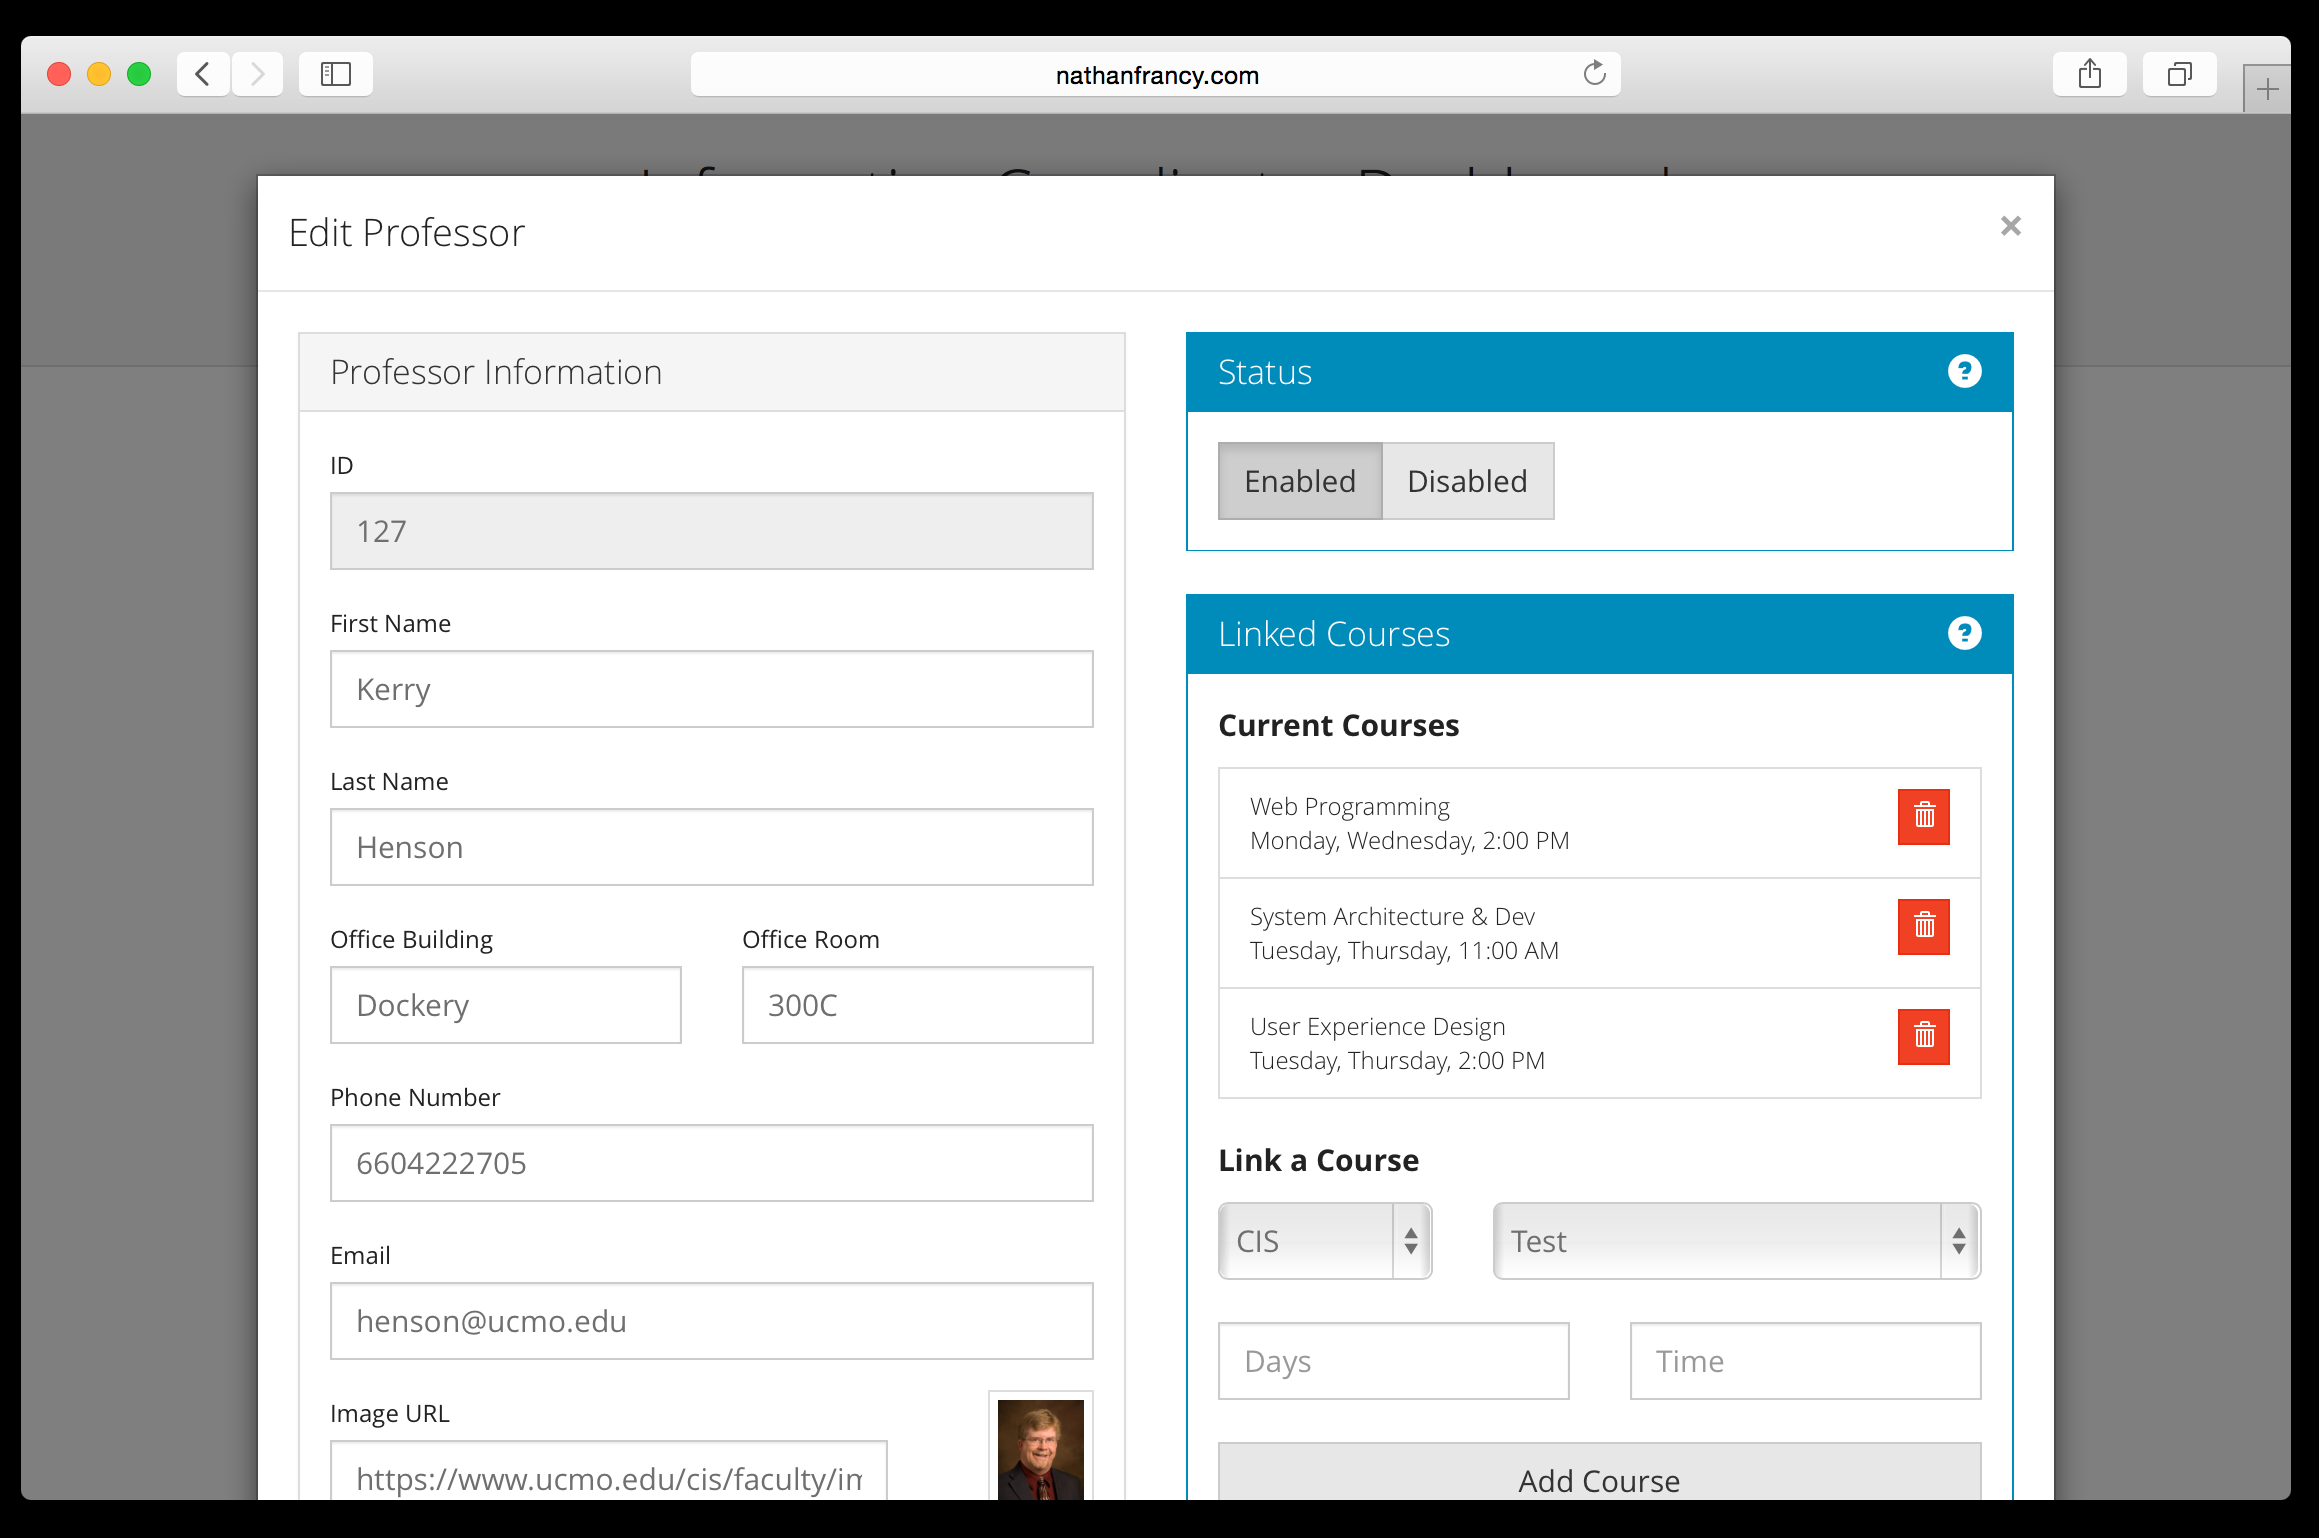 nathanfrancy.com
Edit Professor
Professor Information
ID
127
First Name
Kerry
Last Name
Henson
Office Building
Office Room
Dockery
300C
Phone Number
6604222705
Email
henson@ucmo.edu
Image URL
https://www.ucmo.edu/cis/faculty/im
Status
Enabled
Disabled
Linked Courses
Current Courses
Web Programming
Monday, Wednesday, 2:00 PM
System Architecture & Dev
Tuesday, Thursday, 11:00 AM
User Experience Design
Tuesday, Thursday, 2:00 PM
Link a Course
CIS
Test
Days
Time
Add Course